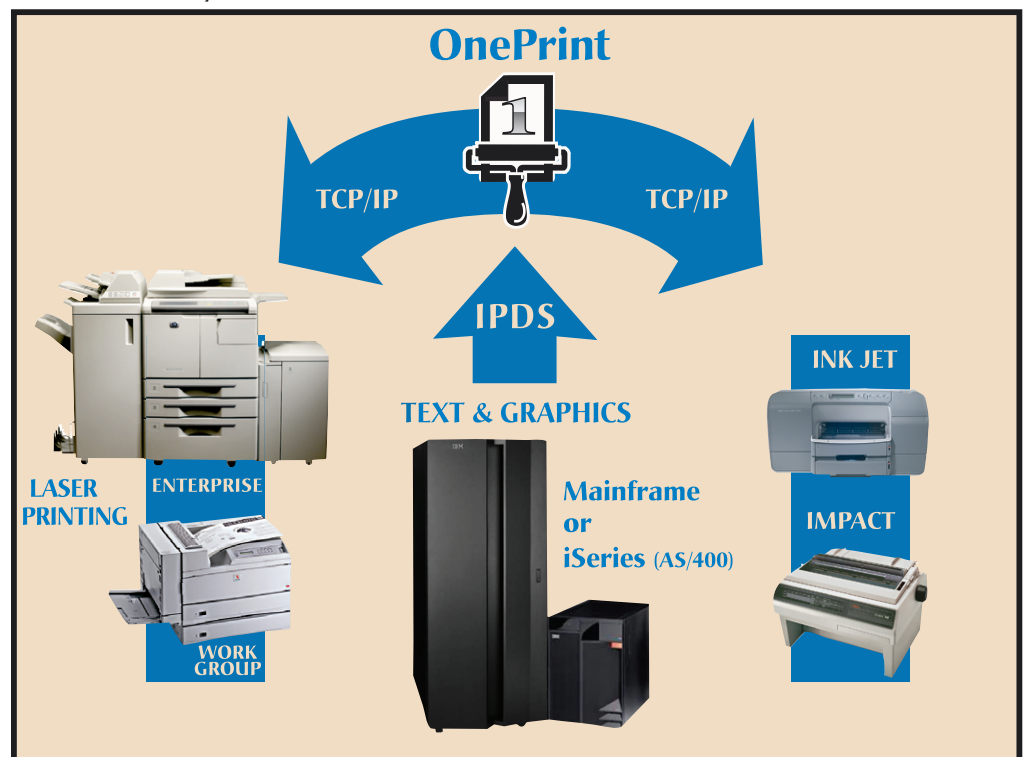 OnePrint
1
TCP/IP
TCP/IP
IPDS
TEXT & GRAPHICS
IBM
Mainframe
or
iSeries (AS/400)
LASER
PRINTING
ENTERPRISE
WORK
GROUP
INK JET
IMPACT